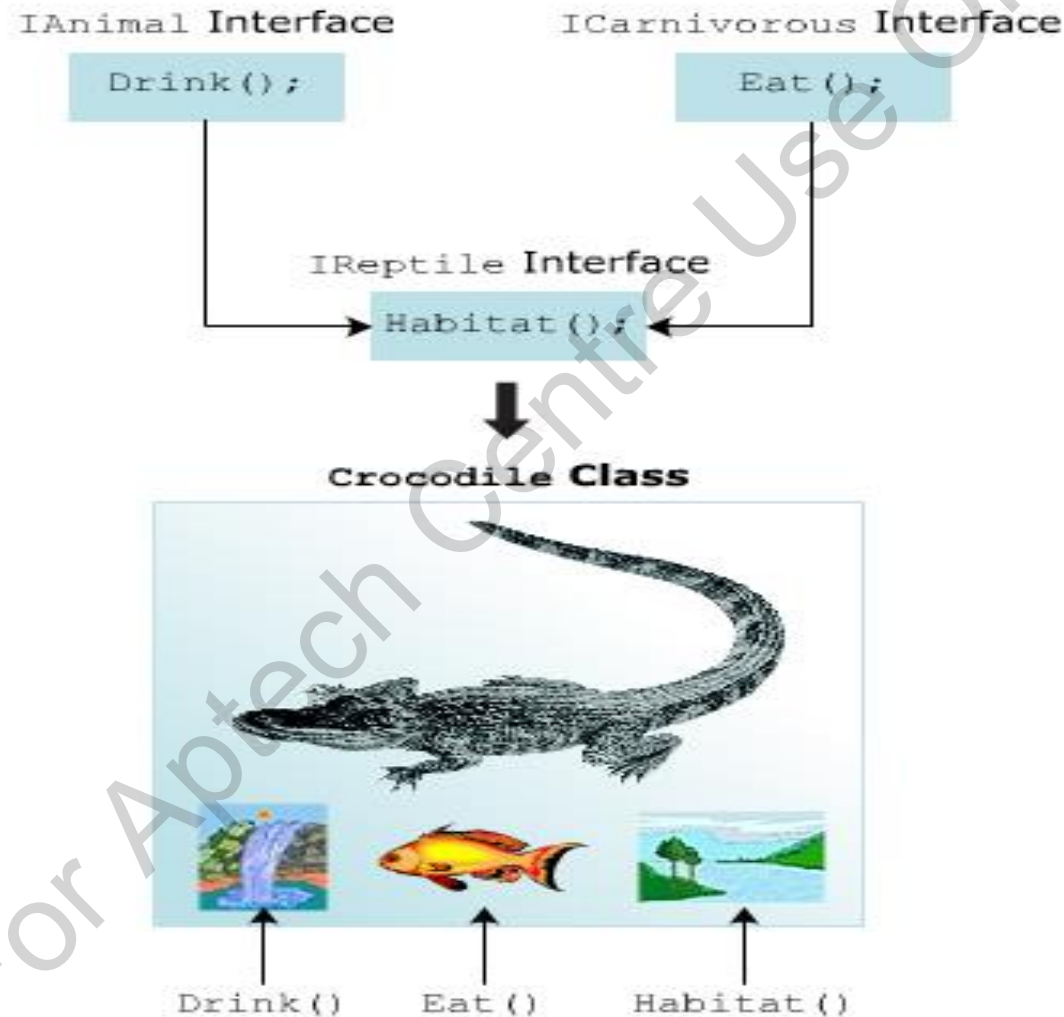 IAnimal Interface
ICarnivorous Interface
Drink();
Eat();
IReptile Interface
Habitat();
Crocodile Class
Drink()
Eat()
Habitat()
or Aptech Centre Use O